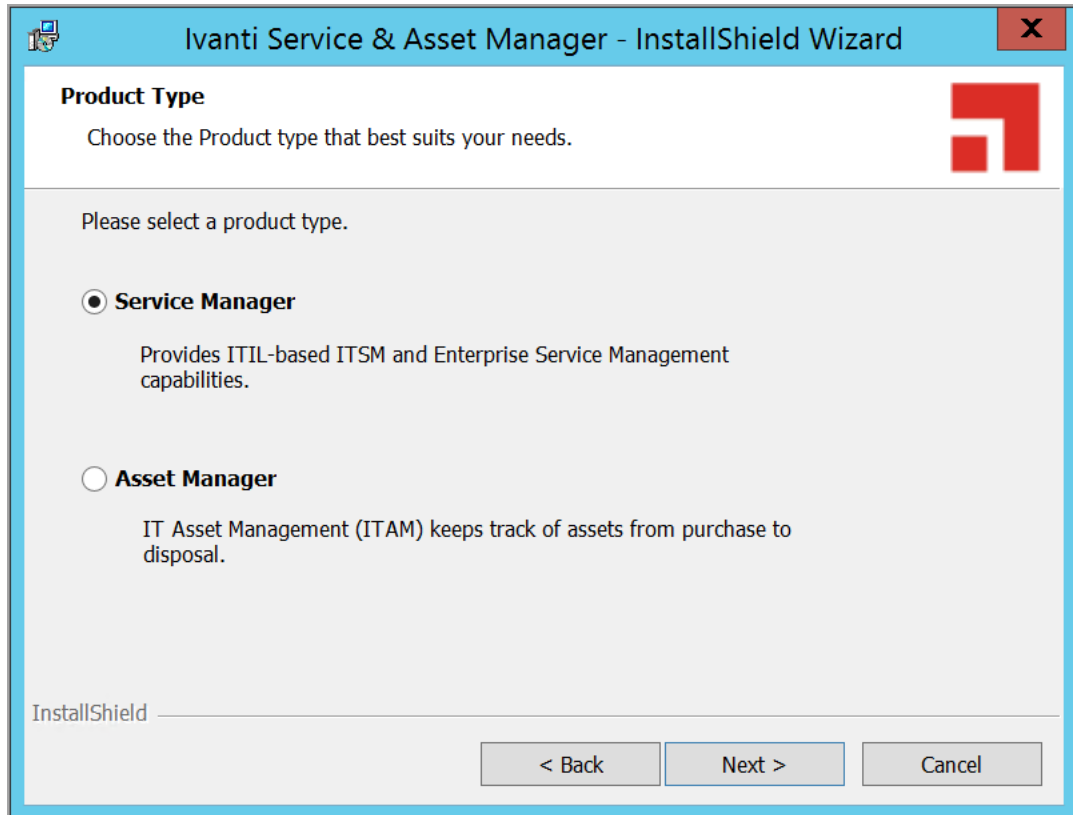 Ivanti Service & Asset Manager - InstallShield Wizard
X
Product Type
Choose the Product type that best suits your needs.
Please select a product type.
Service Manager
Provides ITIL-based ITSM and Enterprise Service Management
capabilities.
Asset Manager
IT Asset Management (ITAM) keeps track of assets from purchase to
disposal.
InstallShield
< Back Next > Cancel